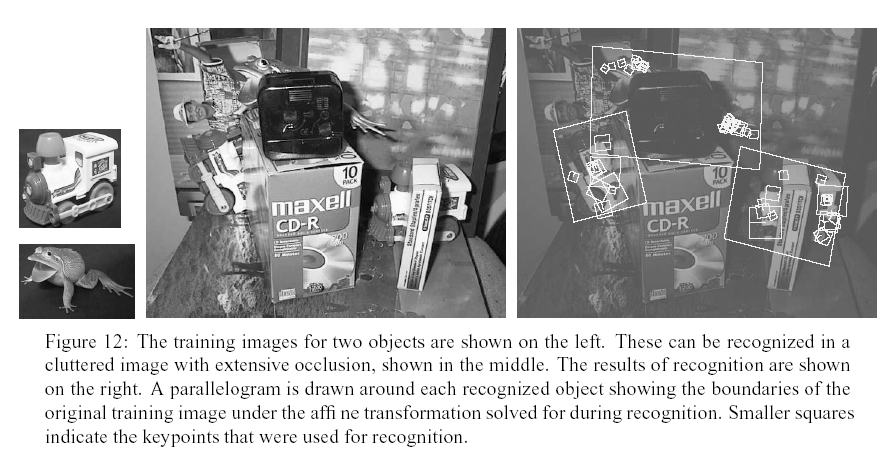 10
PACK
maxell
CD-R
700
10
PACK
maxell
CD-R
Figure 12: The training images for two objects are shown on the left. These can be recognized in a
cluttered image with extensive occlusion, shown in the middle. The results of recognition are shown
on the right. A parallelogram is drawn around each recognized object showing the boundaries of the
original training image under the affi ne transformation solved for during recognition. Smaller squares
indicate the keypoints that were used for recognition.